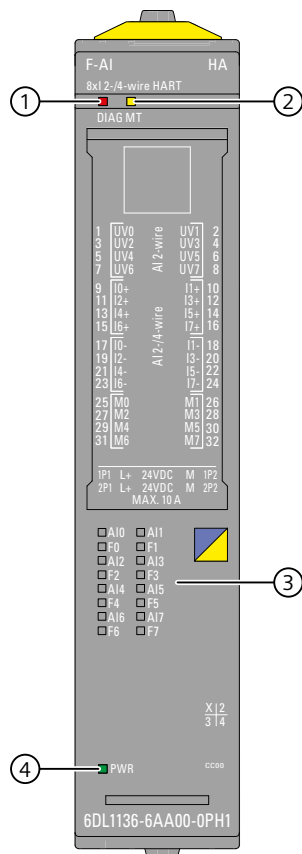 F-AI HA
8xI 2-/4-wire HART
1 2
DIAG MT
1 UV0 UV1 2
3 UV2 UV3 4
5 UV4 UV5 6
7 UV6 UV7 8
AI 2-wire
9 I0+ I1+ 10
11 I2+ I3+ 12
13 I4+ I5+ 14
15 I6+ I7+ 16
AI 2-/4-wire
17 I0- I1- 18
19 I2- I3- 20
21 I4- I5- 22
23 I6- I7- 24
25 M0 M1 26
27 M2 M3 28
29 M4 M5 30
31 M6 M7 32
1P1 L+ 24VDC M 1P2
2P1 L+ 24VDC M 2P2
MAX. 10 A
AI0 AI1
F0 F1
AI2 AI3
F2 F3
3
AI4 AI5
F4 F5
AI6 AI7
F6 F7
X 2
3 4
4 PWR CC00
6DL1136-6AA00-0PH1